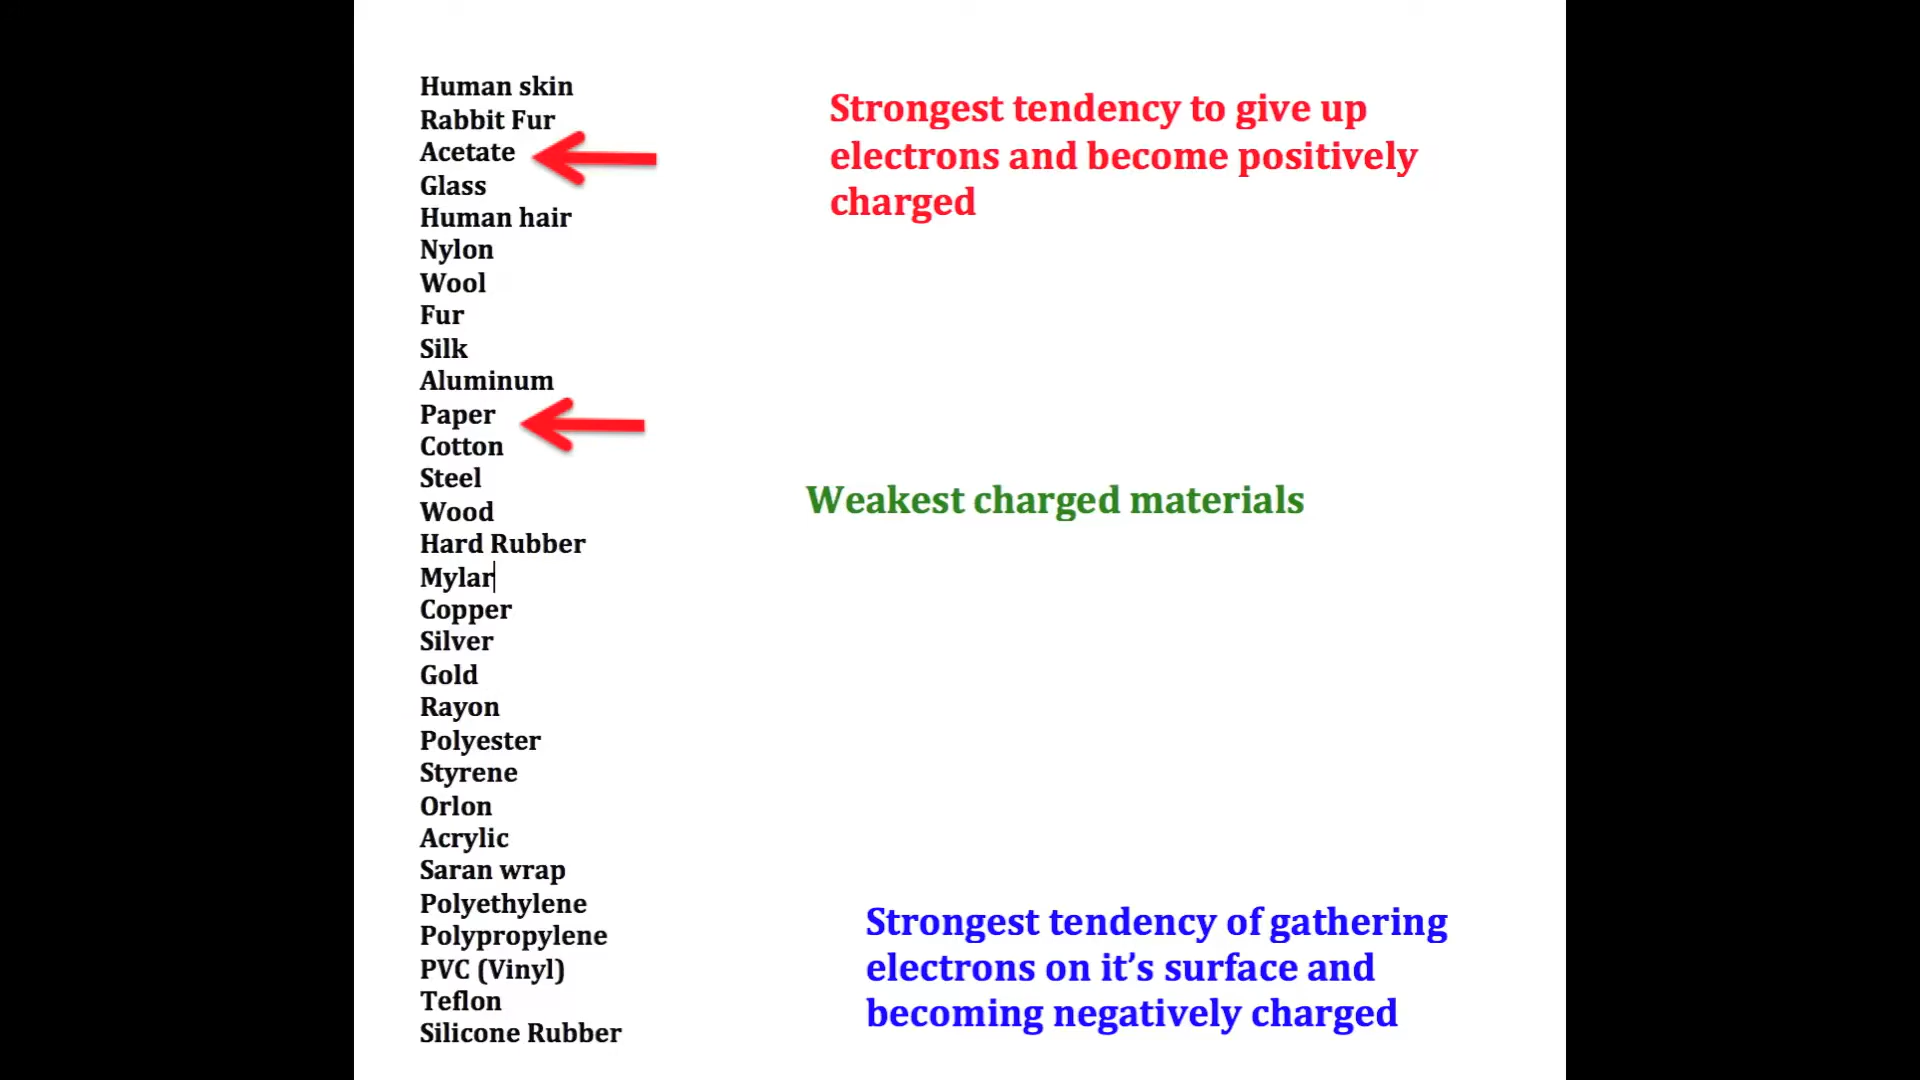 Human skin
Rabbit Fur
Acetate
Glass
Human hair
Nylon
Wool
Fur
Silk
Aluminum
Paper
Cotton
Steel
Wood
Hard Rubber
Mylar
Copper
Silver
Gold
Rayon
Polyester
Styrene
Orlon
Acrylic
Saran wrap
Polyethylene
Polypropylene
PVC (Vinyl)
Teflon
Silicone Rubber
Strongest tendency to give up
electrons and become positively
charged
Weakest charged materials
Strongest tendency of gathering
electrons on it’s surface and
becoming negatively charged